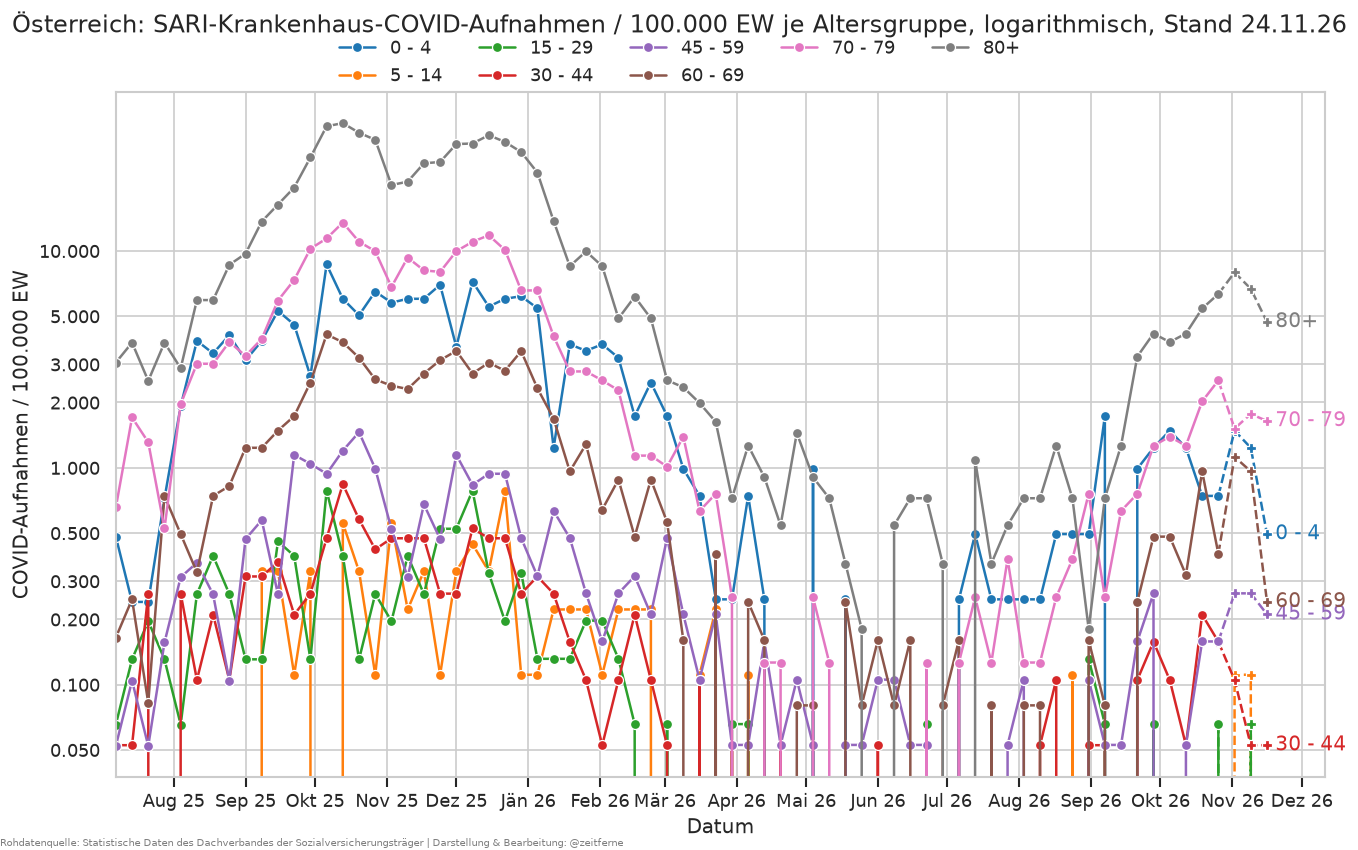 Österreich: SARI-Krankenhaus-COVID-Aufnahmen / 100.000 EW je Altersgruppe, logarithmisch, Stand 24.11.26
0 - 4 15 - 29 45 - 59 70 - 79 80+
5 - 14 30 - 44 60 - 69
COVID-Aufnahmen / 100.000 EW
10.000
5.000
3.000
2.000
1.000
0.500
0.300
0.200
0.100
0.050
80+
70 - 79
0 - 4
60 - 69
45 - 59
30 - 44
Aug 25 Sep 25 Okt 25 Nov 25 Dez 25 Jän 26 Feb 26 Mär 26 Apr 26 Mai 26 Jun 26 Jul 26 Aug 26 Sep 26 Okt 26 Nov 26 Dez 26
Datum
Rohdatenquelle: Statistische Daten des Dachverbandes der Sozialversicherungsträger | Darstellung & Bearbeitung: @zeitferne